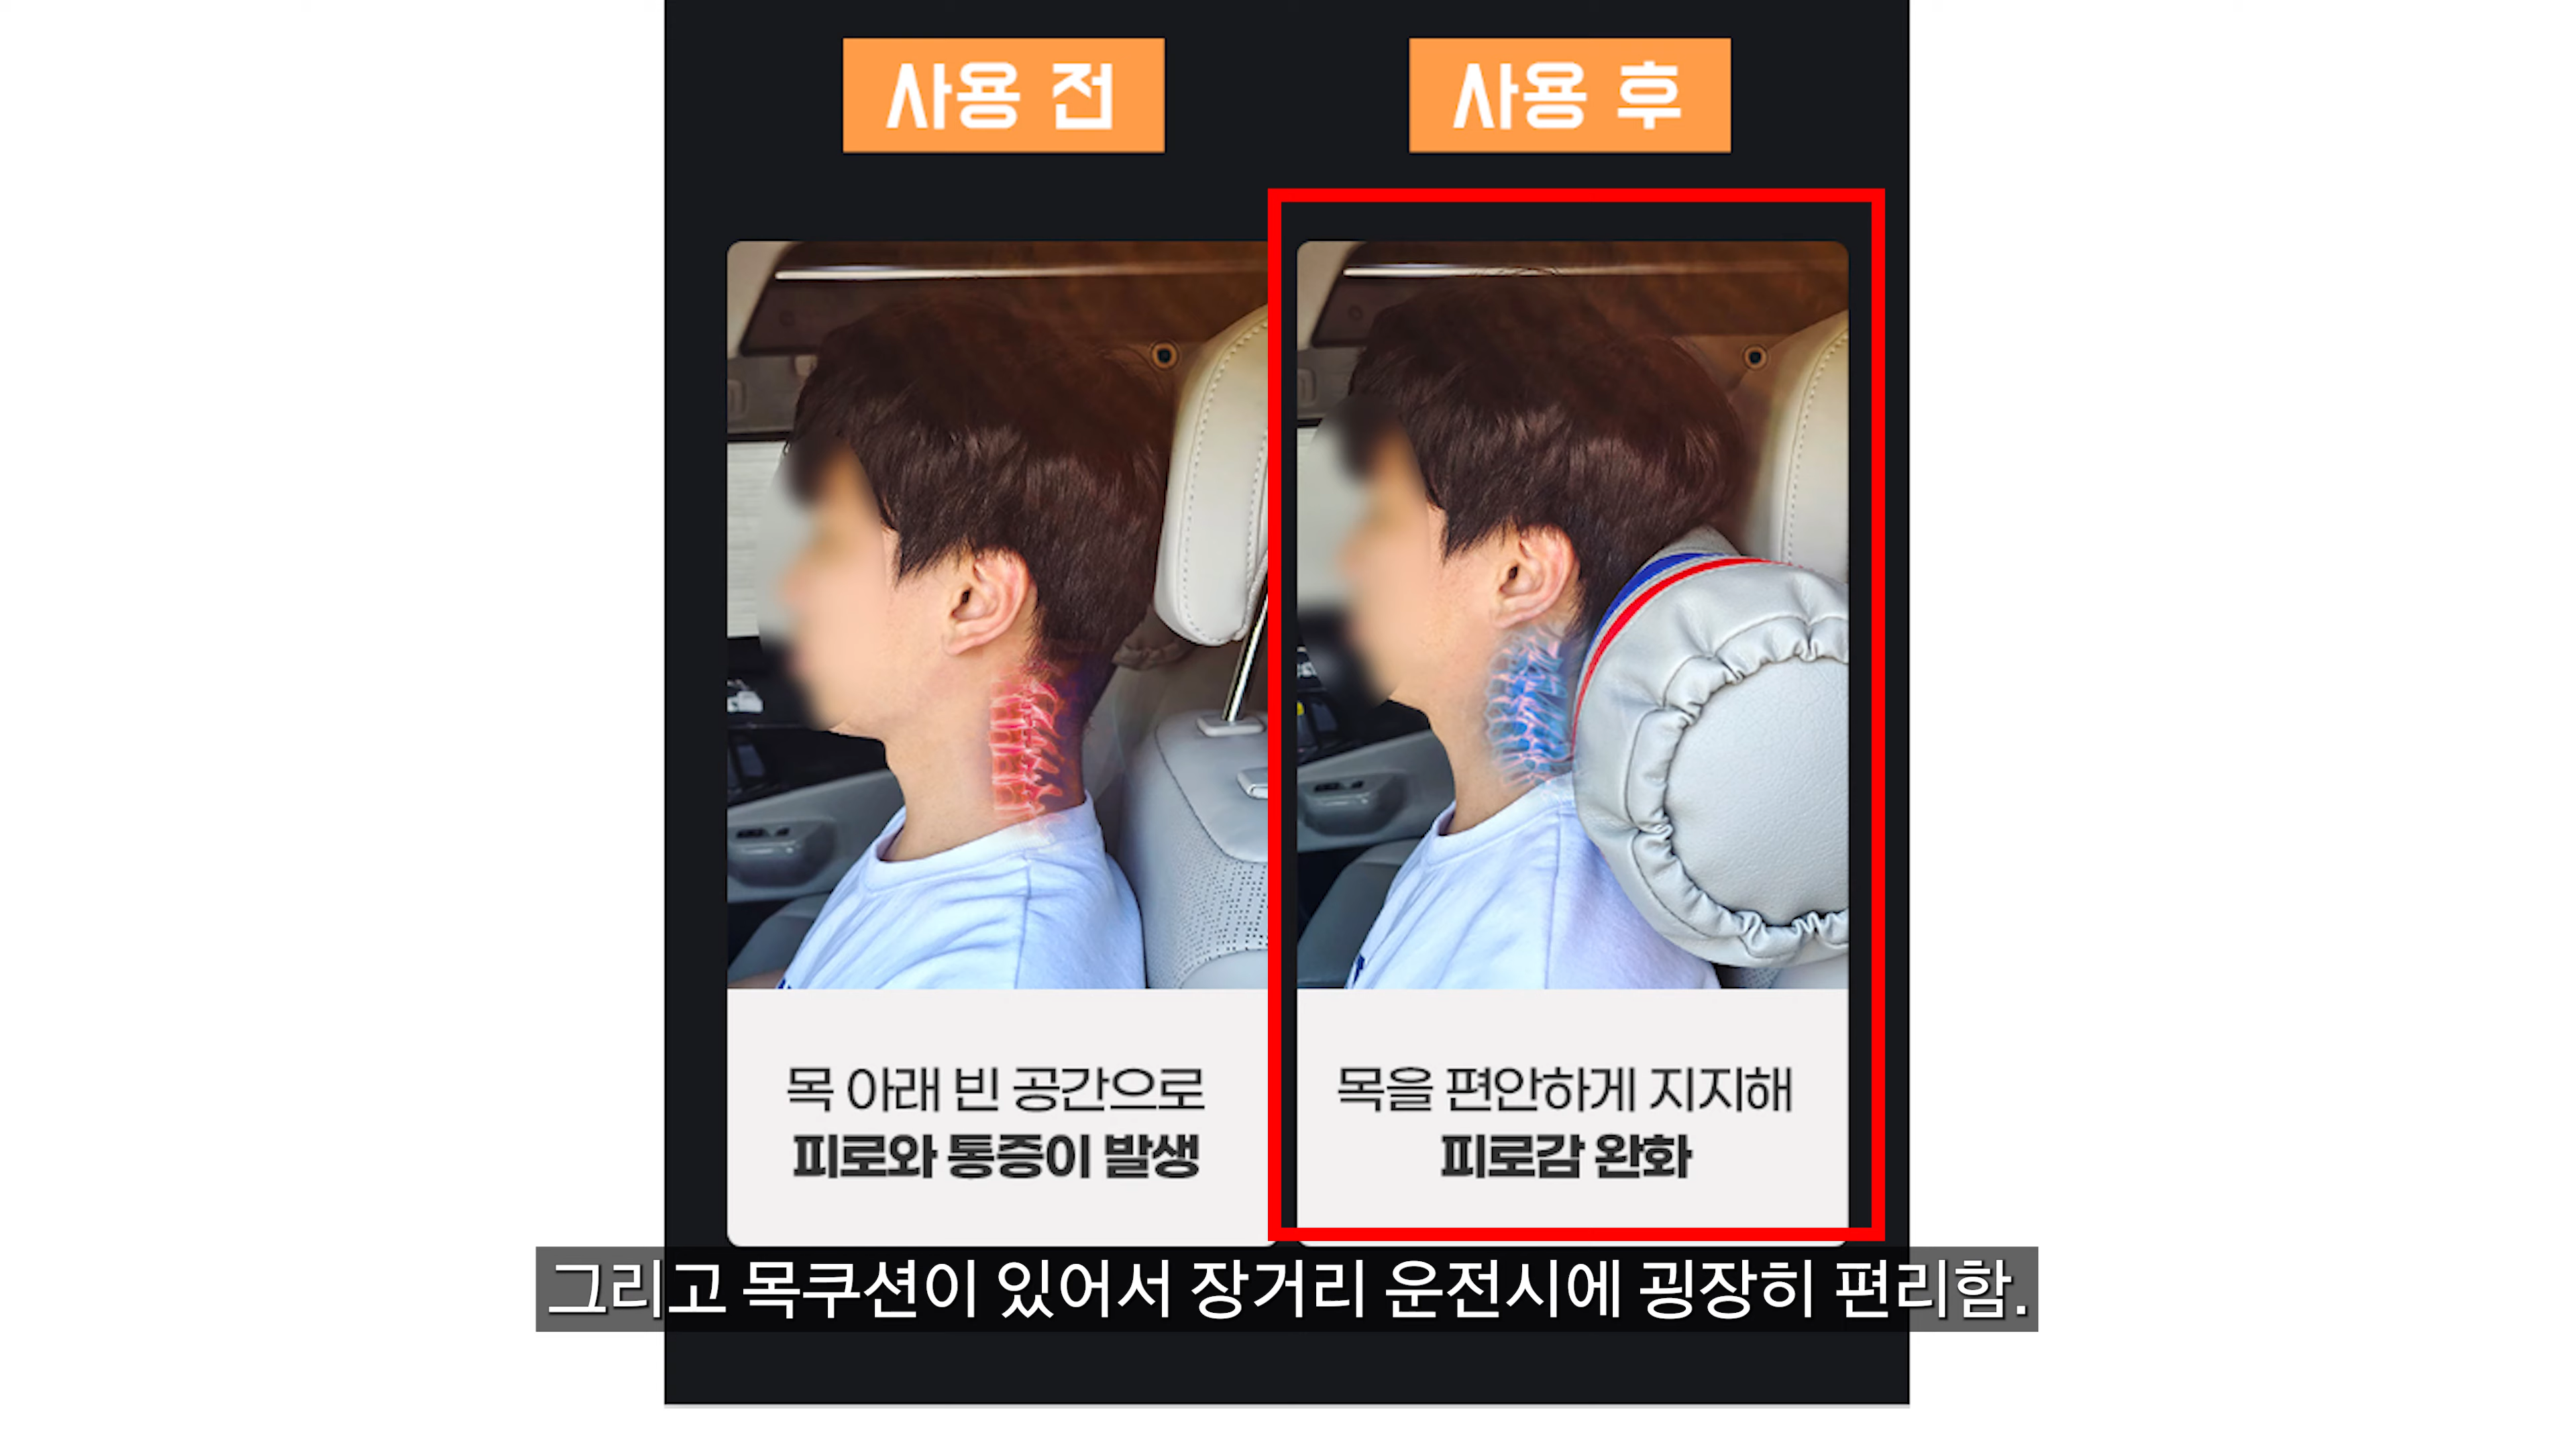 사용 전
사용 후
목 아래 빈 공간으로
피로와 통증이 발생
목을 편안하게 지지해
피로감 완화
그리고 목쿠션이 있어서 장거리 운전시에 굉장히 편리함.